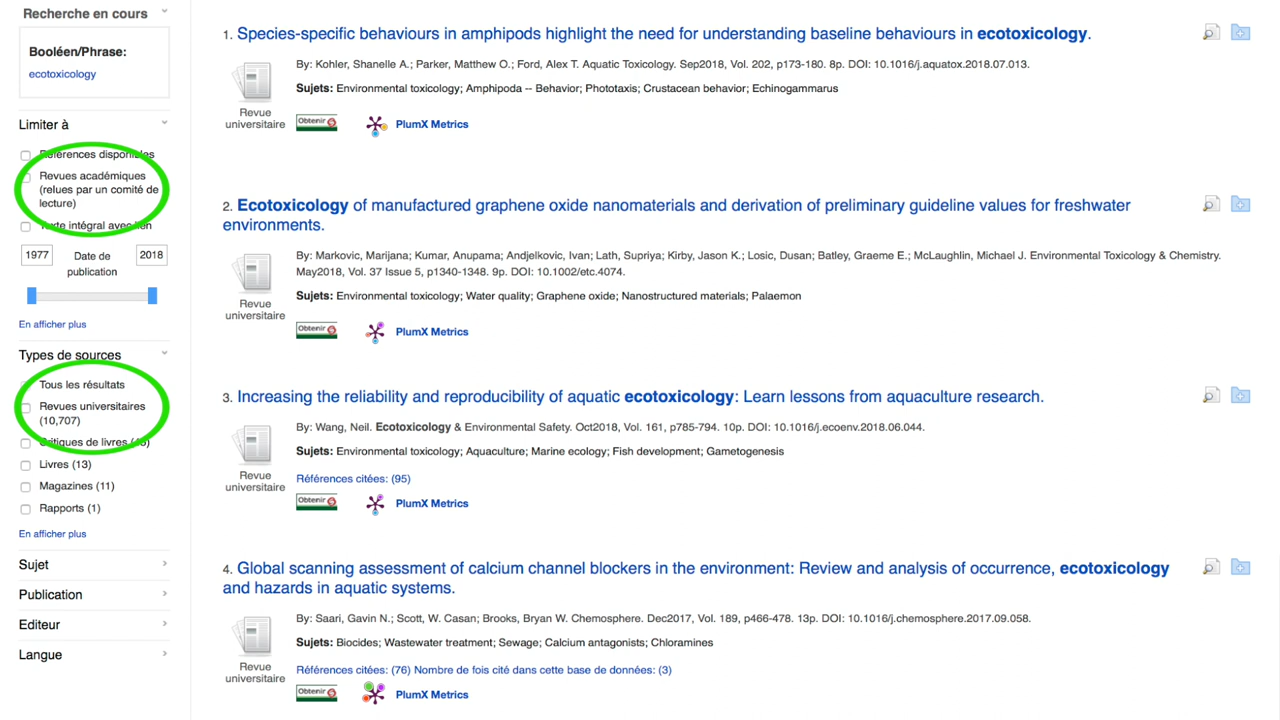 Recherche en cours
Booléen/Phrase:
ecotoxicology
Limiter à
Références disponibles
Revues académiques
(relues par un comité de
lecture)
Texte intégral avec lien
1977 Date de publication 2018
En afficher plus
Types de sources
Tous les résultats
Revues universitaires
(10,707)
Critiques de livres
Livres (13)
Magazines (11)
Rapports (1)
En afficher plus
Sujet
Publication
Editeur
Langue
1. Species-specific behaviours in amphipods highlight the need for understanding baseline behaviours in ecotoxicology.
By: Kohler, Shanelle A.; Parker, Matthew O.; Ford, Alex T. Aquatic Toxicology. Sep2018, Vol. 202, p173-180. 8p. DOI: 10.1016/j.aquatox.2018.07.013.
Sujets: Environmental toxicology; Amphipoda -- Behavior; Phototaxis; Crustacean behavior; Echinogammarus
Revue
universitaire
Obtenir
PlumX Metrics
2. Ecotoxicology of manufactured graphene oxide nanomaterials and derivation of preliminary guideline values for freshwater
environments.
By: Markovic, Marijana; Kumar, Anupama; Andjelkovic, Ivan; Lath, Supriya; Kirby, Jason K.; Losic, Dusan; Batley, Graeme E.; McLaughlin, Michael J. Environmental Toxicology & Chemistry.
May2018, Vol. 37 Issue 5, p1340-1348. 9p. DOI: 10.1002/etc.4074.
Sujets: Environmental toxicology; Water quality; Graphene oxide; Nanostructured materials; Palaemon
Revue
universitaire
Obtenir
PlumX Metrics
3. Increasing the reliability and reproducibility of aquatic ecotoxicology: Learn lessons from aquaculture research.
By: Wang, Neil. Ecotoxicology & Environmental Safety. Oct2018, Vol. 161, p785-794. 10p. DOI: 10.1016/j.ecoenv.2018.06.044.
Sujets: Environmental toxicology; Aquaculture; Marine ecology; Fish development; Gametogenesis
Revue
universitaire
Références citées: (95)
Obtenir
PlumX Metrics
4. Global scanning assessment of calcium channel blockers in the environment: Review and analysis of occurrence, ecotoxicology
and hazards in aquatic systems.
By: Saari, Gavin N.; Scott, W. Casan; Brooks, Bryan W. Chemosphere. Dec2017, Vol. 189, p466-478. 13p. DOI: 10.1016/j.chemosphere.2017.09.058.
Sujets: Biocides; Wastewater treatment; Sewage; Calcium antagonists; Chloramines
Revue
universitaire
Références citées: (76) Nombre de fois cité dans cette base de données: (3)
Obtenir
PlumX Metrics